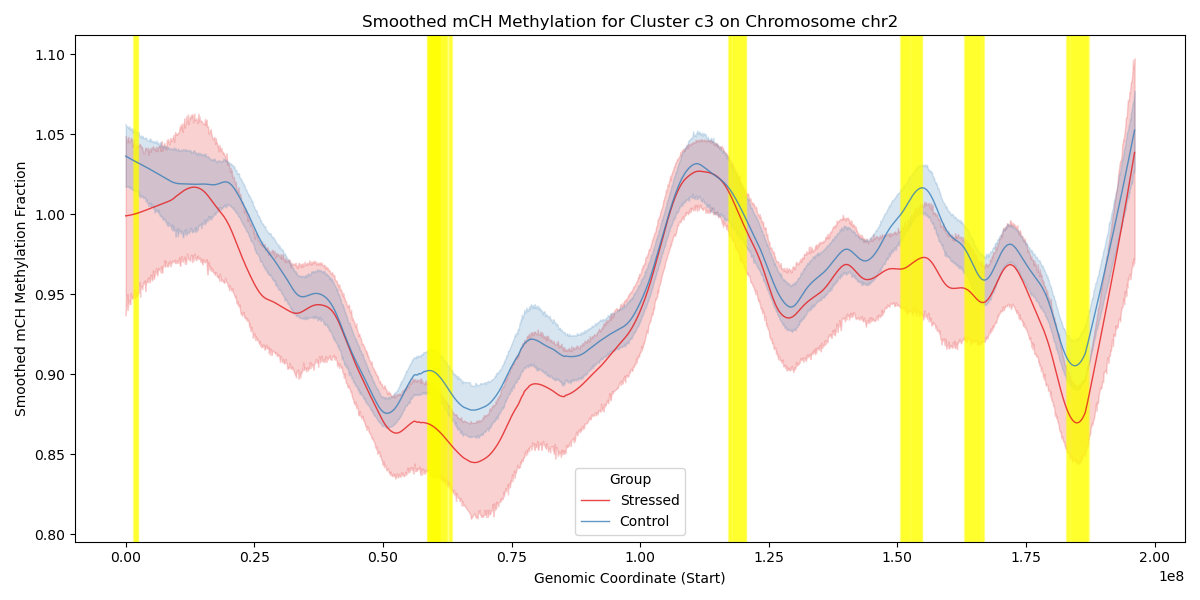 Smoothed mCH Methylation for Cluster c3 on Chromosome chr2
Smoothed mCH Methylation Fraction
1.10
1.05
1.00
0.95
0.90
0.85
0.80
Group
Stressed
Control
0.00 0.25 0.50 0.75 1.00 1.25 1.50 1.75 2.00
1e8
Genomic Coordinate (Start)